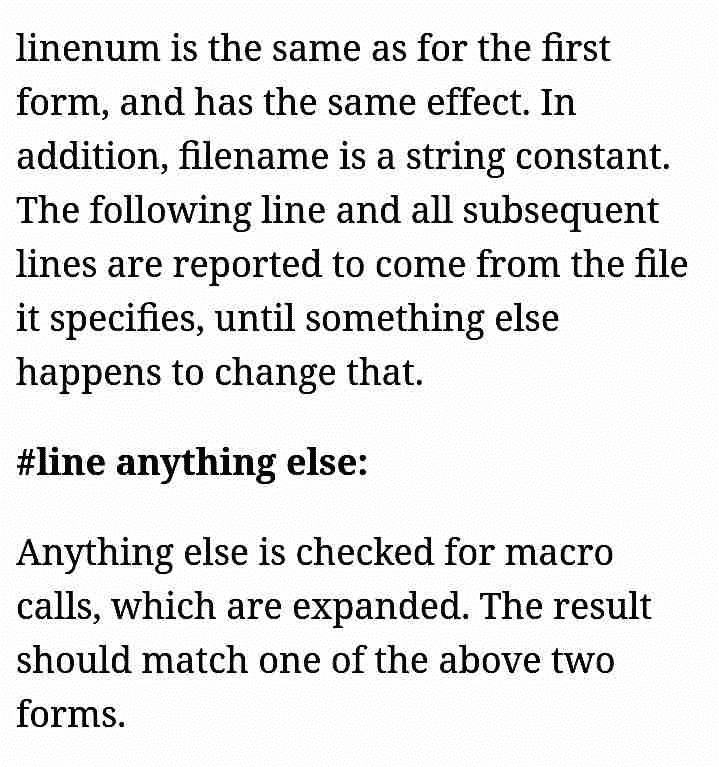 linenum is the same as for the first
form, and has the same effect. In
addition, filename is a string constant.
The following line and all subsequent
lines are reported to come from the file
it specifies, until something else
happens to change that.
#line anything else:
Anything else is checked for macro
calls, which are expanded. The result
should match one of the above two
forms.